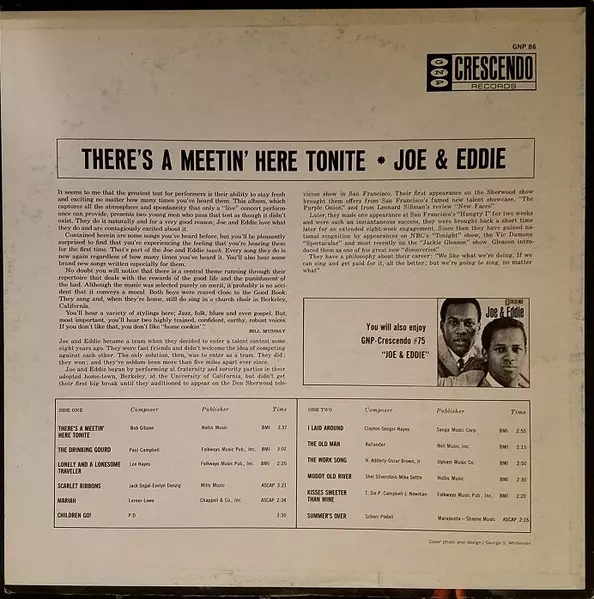 GNP 86
GNP CRESCENDO
RECORDS
THERE'S A MEETIN' HERE TONITE * JOE & EDDIE
It seems to me that the greatest test for performers is their ability to stay fresh
and exciting no matter how many times you've heard them. This album, which
captures all the atmosphere and spontaneity that only a "live" concert perform-
ance can provide, presents two young men who pass that test as though it didn't
exist. They do it naturally and for a very good reason; Joe and Eddie love what
they do and are contagiously excited about it.
Contained herein are some songs you've heard before, but you'll be pleasantly
surprised to find that you're experiencing the feeling that you're hearing them
for the first time. That's part of the Joe and Eddie touch. Every song they do is
new again regardless of how many times you've heard it. You'll also hear some
brand new songs written especially for them.
No doubt you will notice that there is a central theme running through their
repertoire that deals with the rewards of the good life and the punishment of
the bad. Although the music was selected purely on merit, it probably is no acci-
dent that it conveys a moral. Both boys were reared close to the Good Book.
They sang and, when they're home, still do sing in a church choir in Berkeley,
California.
You'll hear a variety of stylings here; Jazz, folk, blues and even gospel. But,
most important, you'll hear two highly trained, confident, earthy, robust voices.
If you don't like that, you don't like "home cookin'."
BILL MUNDAY
Joe and Eddie became a team when they decided to enter a talent contest some
eight years ago. They were fast friends and didn't welcome the idea of competing
against each other. The only solution, then, was to enter as a team. They did;
they won; and they've seldom been more than five miles apart ever since.
Joe and Eddie began by performing at fraternity and sorority parties in their
adopted home-town, Berkeley, at the University of California, but didn't get
their first big break until they auditioned to appear on the Don Sherwood tele-
vision show in San Francisco. Their first appearance on the Sherwood show
brought them offers from San Francisco's famed new talent showcase, "The
Purple Onion," and from Leonard Sillman's review "New Faces".
Later, they made one appearance at San Francisco's "Hungry I" for two weeks
and were such an instantaneous success, they were brought back a short time
later for an extended eight-week engagement. Since then they have gained na-
tional recognition by appearances on NBC's "Tonight" show, the Vic Damone
"Spectacular" and most recently on the "Jackie Gleason" show. Gleason intro-
duced them as one of his great new "discoveries."
They have a philosophy about their career: "We like what we're doing. If we
can sing and get paid for it, all the better; but we're going to sing, no matter
what"
You will also enjoy
GNP-Crescendo #75
"JOE & EDDIE"
Joe & Eddie
SIDE ONE Composer Publisher Time
THERE'S A MEETIN' HERE TONITE Bob Gibson Hollis Music BMI 2:37
THE DRINKING GOURD Paul Campbell Folkways Music Pub., Inc. BMI 3:01
LONELY AND A LONESOME TRAVELER Lee Hayes Folkways Music Pub., Inc. BMI 2:20
SCARLET RIBBONS Jack Segal-Evelyn Danzig Mills Music ASCAP 3:21
MARIAH Lerner-Lowe Chappell & Co., Inc. ASCAP 2:34
CHILDREN GO! P.D. 3:30
SIDE TWO Composer Publisher Time
I LAID AROUND Clayton-Seeger-Hayes Sanga Music Corp. BMI 2:55
THE OLD MAN Hollander Neil Music, Inc. BMI 2:15
THE WORK SONG N. Adderly-Oscar Brown, Jr. Upham Music Co. BMI 2:50
MUDDY OLD RIVER Shel Silverstein-Mike Settle Hollis Music BMI 2:30
KISSES SWEETER THAN WINE T. Six-P. Campbell-J. Newman Folkways Music Pub., Inc. BMI 2:20
SUMMER'S OVER Schorr-Podell Marapuelle-Shayne Music ASCAP 2:15
Cover photo and design / George S. Whiteman